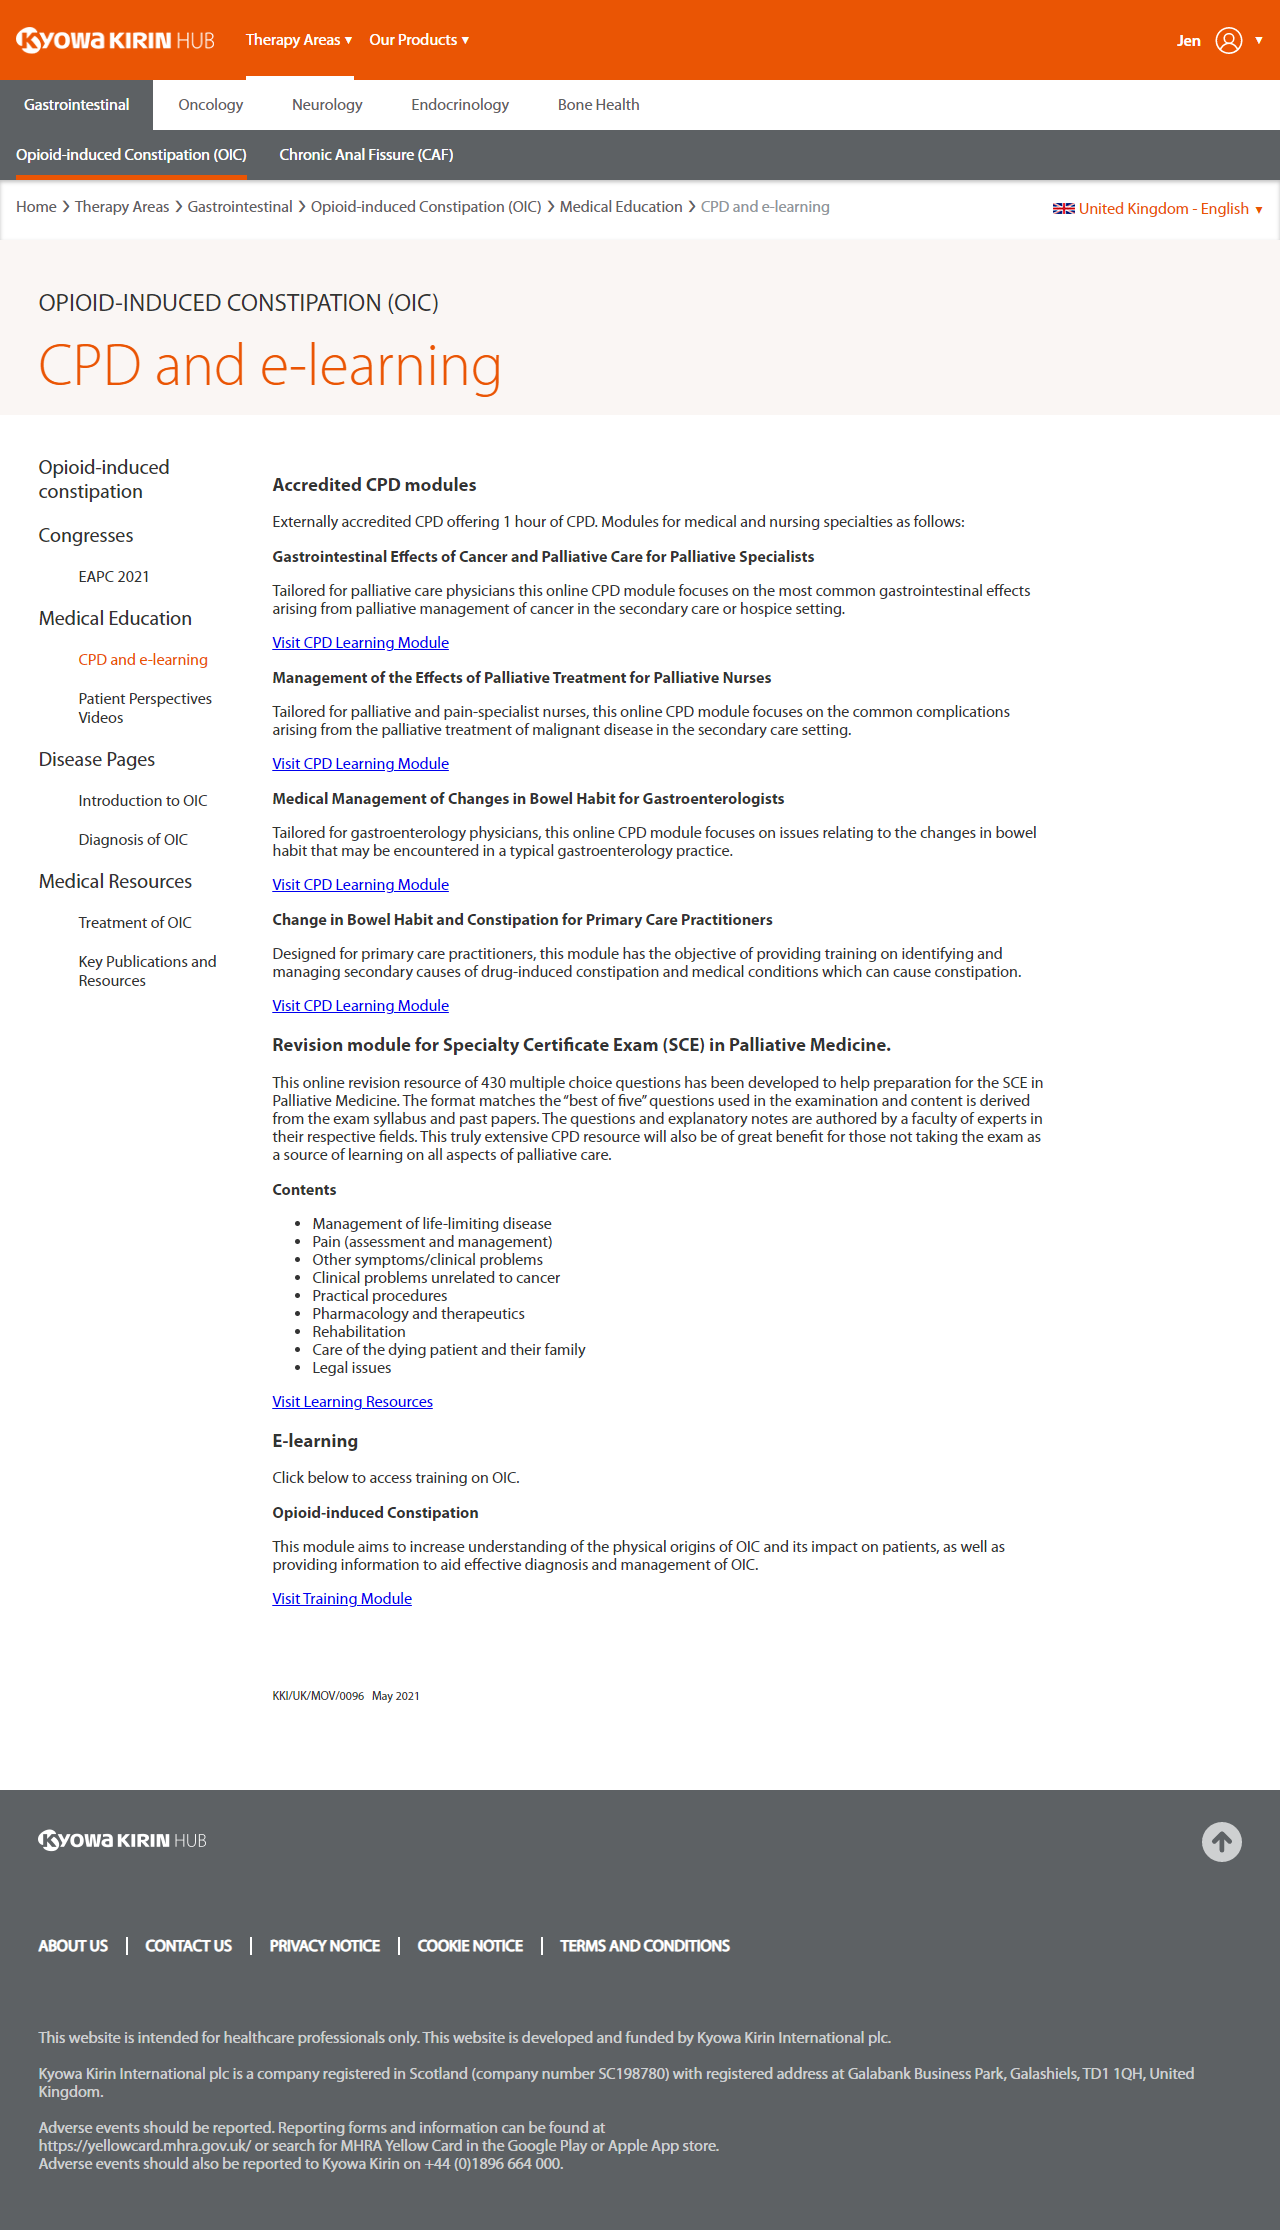 KYOWA KIRIN HUB
Therapy Areas ▼ Our Products ▼
Jen ▼
Gastrointestinal Oncology Neurology Endocrinology Bone Health
Opioid-induced Constipation (OIC) Chronic Anal Fissure (CAF)
Home > Therapy Areas > Gastrointestinal > Opioid-induced Constipation (OIC) > Medical Education > CPD and e-learning
United Kingdom - English ▼
OPIOID-INDUCED CONSTIPATION (OIC)
CPD and e-learning
Opioid-induced
constipation
Congresses
EAPC 2021
Medical Education
CPD and e-learning
Patient Perspectives
Videos
Disease Pages
Introduction to OIC
Diagnosis of OIC
Medical Resources
Treatment of OIC
Key Publications and
Resources
Accredited CPD modules
Externally accredited CPD offering 1 hour of CPD. Modules for medical and nursing specialties as follows:
Gastrointestinal Effects of Cancer and Palliative Care for Palliative Specialists
Tailored for palliative care physicians this online CPD module focuses on the most common gastrointestinal effects
arising from palliative management of cancer in the secondary care or hospice setting.
Visit CPD Learning Module
Management of the Effects of Palliative Treatment for Palliative Nurses
Tailored for palliative and pain-specialist nurses, this online CPD module focuses on the common complications
arising from the palliative treatment of malignant disease in the secondary care setting.
Visit CPD Learning Module
Medical Management of Changes in Bowel Habit for Gastroenterologists
Tailored for gastroenterology physicians, this online CPD module focuses on issues relating to the changes in bowel
habit that may be encountered in a typical gastroenterology practice.
Visit CPD Learning Module
Change in Bowel Habit and Constipation for Primary Care Practitioners
Designed for primary care practitioners, this module has the objective of providing training on identifying and
managing secondary causes of drug-induced constipation and medical conditions which can cause constipation.
Visit CPD Learning Module
Revision module for Specialty Certificate Exam (SCE) in Palliative Medicine.
This online revision resource of 430 multiple choice questions has been developed to help preparation for the SCE in
Palliative Medicine. The format matches the “best of five” questions used in the examination and content is derived
from the exam syllabus and past papers. The questions and explanatory notes are authored by a faculty of experts in
their respective fields. This truly extensive CPD resource will also be of great benefit for those not taking the exam as
a source of learning on all aspects of palliative care.
Contents
• Management of life-limiting disease
• Pain (assessment and management)
• Other symptoms/clinical problems
• Clinical problems unrelated to cancer
• Practical procedures
• Pharmacology and therapeutics
• Rehabilitation
• Care of the dying patient and their family
• Legal issues
Visit Learning Resources
E-learning
Click below to access training on OIC.
Opioid-induced Constipation
This module aims to increase understanding of the physical origins of OIC and its impact on patients, as well as
providing information to aid effective diagnosis and management of OIC.
Visit Training Module
KKI/UK/MOV/0096 May 2021
KYOWA KIRIN HUB
ABOUT US | CONTACT US | PRIVACY NOTICE | COOKIE NOTICE | TERMS AND CONDITIONS
This website is intended for healthcare professionals only. This website is developed and funded by Kyowa Kirin International plc.
Kyowa Kirin International plc is a company registered in Scotland (company number SC198780) with registered address at Galabank Business Park, Galashiels, TD1 1QH, United
Kingdom.
Adverse events should be reported. Reporting forms and information can be found at
https://yellowcard.mhra.gov.uk/ or search for MHRA Yellow Card in the Google Play or Apple App store.
Adverse events should also be reported to Kyowa Kirin on +44 (0)1896 664 000.